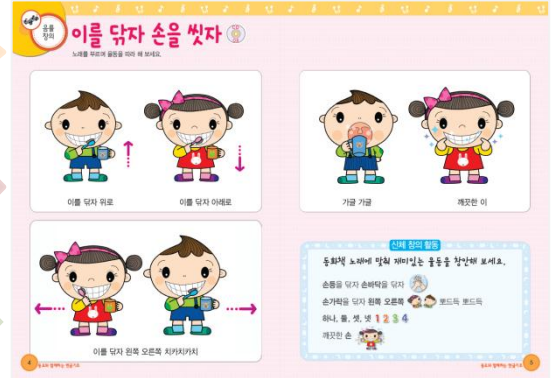 음률
창의
이를 닦자 손을 씻자
노래를 부르며 율동을 따라 해 보세요.
이를 닦자 위로
이를 닦자 아래로
이를 닦자 왼쪽 오른쪽 치카치카치
가글 가글
깨끗한 이
신체 창의 활동
동화책 노래에 맞춰 재미있는 율동을 창안해 보세요.
손등을 닦자 손바닥을 닦자
손가락을 닦자 왼쪽 오른쪽 뽀드득 뽀드득
하나, 둘, 셋, 넷 1 2 3 4
깨끗한 손
4
5